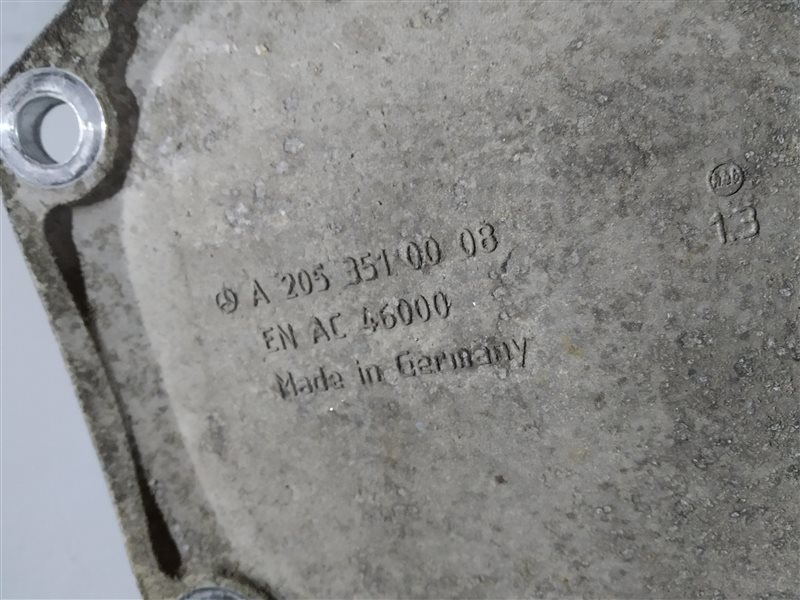 A 205 351 00 08
EN AC 46000
Made in Germany
1.3